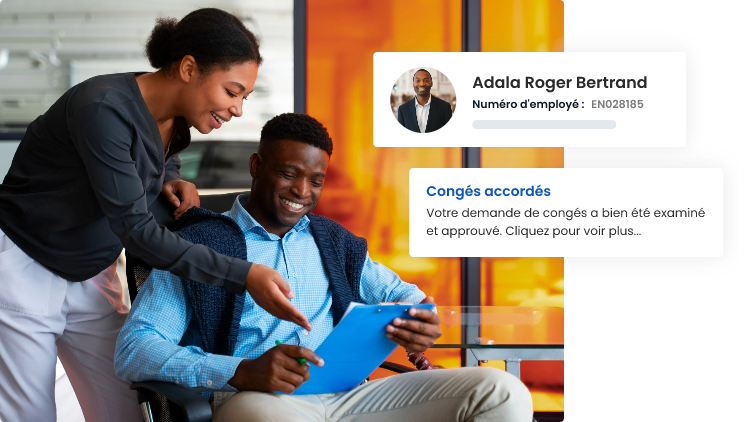 Adala Roger Bertrand
Numéro d'employé : EN028185
Congés accordés
Votre demande de congés a bien été examiné
et approuvé. Cliquez pour voir plus...